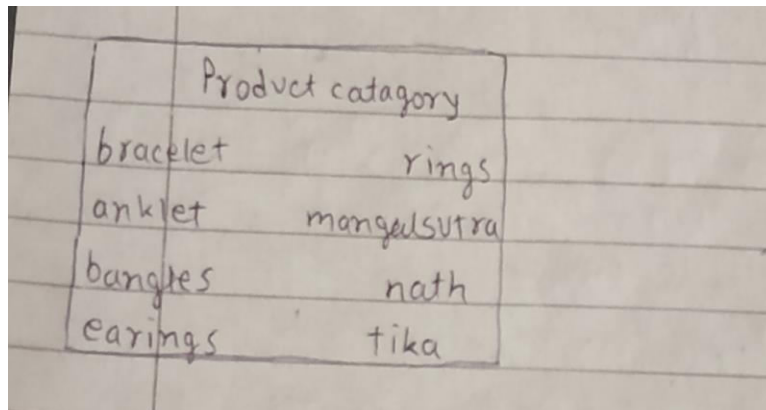 Product catagory
bracelet rings
anklet mangalsutra
bangles nath
earings tika